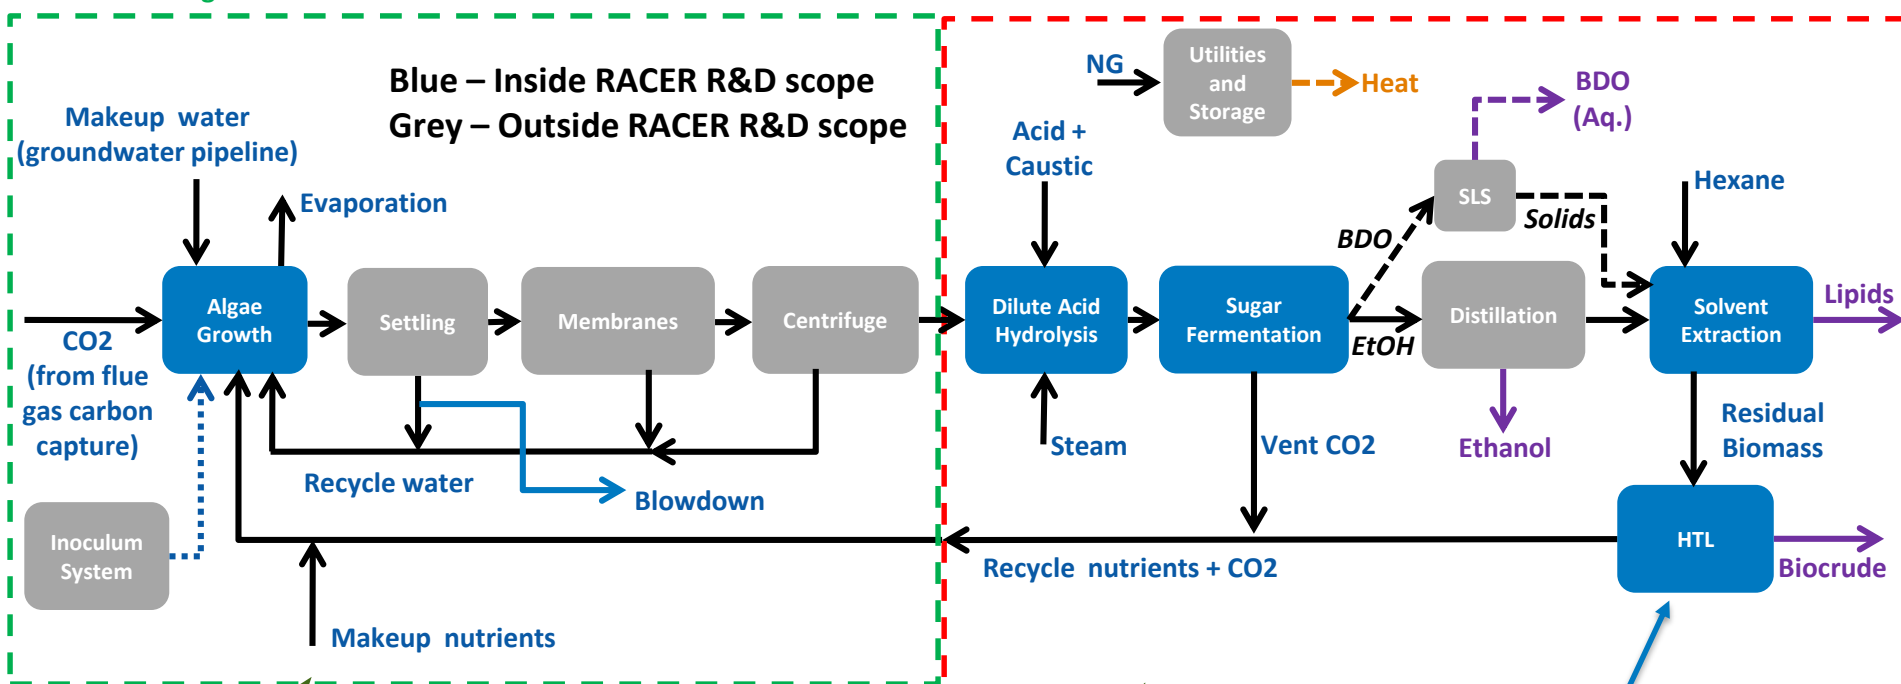 Blue – Inside RACER R&D scope
Grey – Outside RACER R&D scope
Makeup water
(groundwater pipeline)
Evaporation
Algae
Growth
Settling
Membranes
Centrifuge
CO2
(from flue
gas carbon
capture)
Recycle water
Blowdown
Inoculum
System
Makeup nutrients
NG
Utilities
and
Storage
Heat
BDO
(Aq.)
Acid +
Caustic
SLS
Hexane
Solids
BDO
Dilute Acid
Hydrolysis
Sugar
Fermentation
EtOH
Distillation
Solvent
Extraction
Lipids
Steam
Vent CO2
Ethanol
Residual
Biomass
HTL
Biocrude
Recycle nutrients + CO2